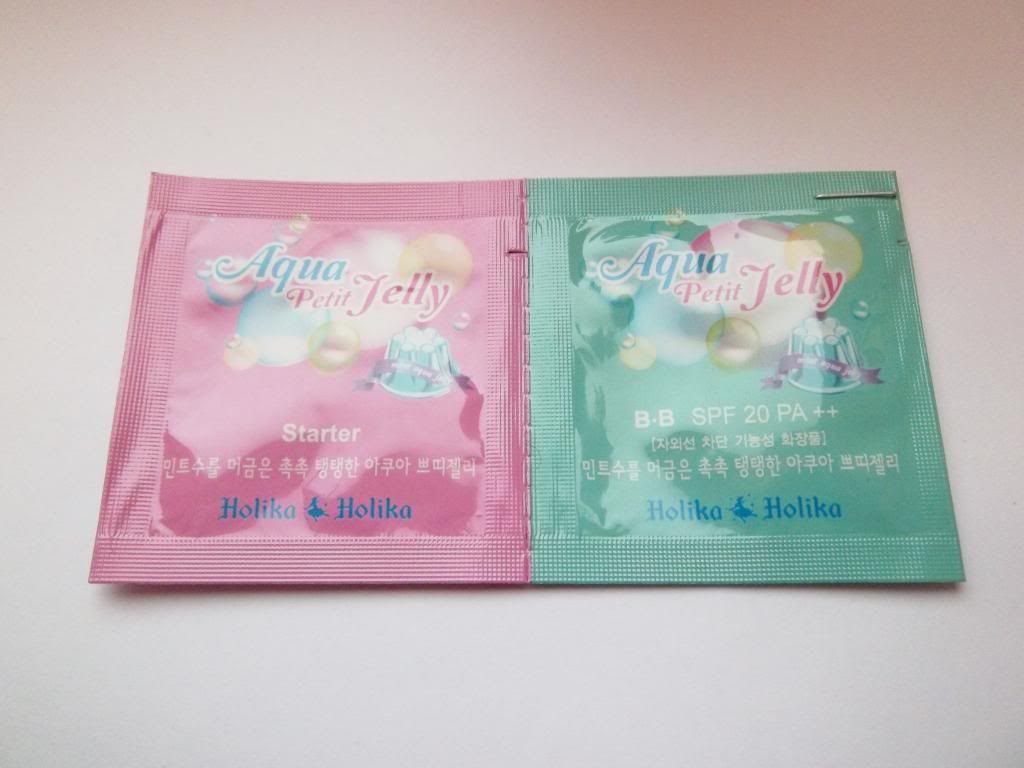 Aqua
Petit Jelly
Starter
민트수를 머금은 촉촉 탱탱한 아쿠아 쁘띠젤리
Holika Holika
Aqua
Petit Jelly
B·B SPF 20 PA ++
[자외선 차단 기능성 화장품]
민트수를 머금은 촉촉 탱탱한 아쿠아 쁘띠젤리
Holika Holika